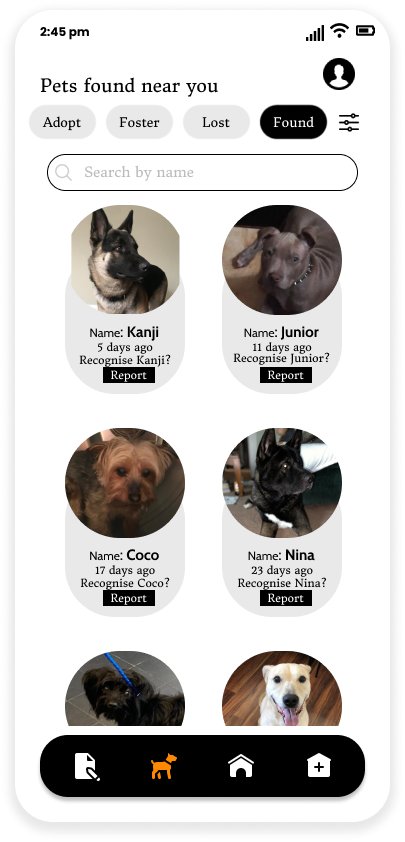 2:45 pm
Pets found near you
Adopt Foster Lost Found
Search by name
Name: Kanji
5 days ago
Recognise Kanji?
Report
Name: Junior
11 days ago
Recognise Junior?
Report
Name: Coco
17 days ago
Recognise Coco?
Report
Name: Nina
23 days ago
Recognise Nina?
Report